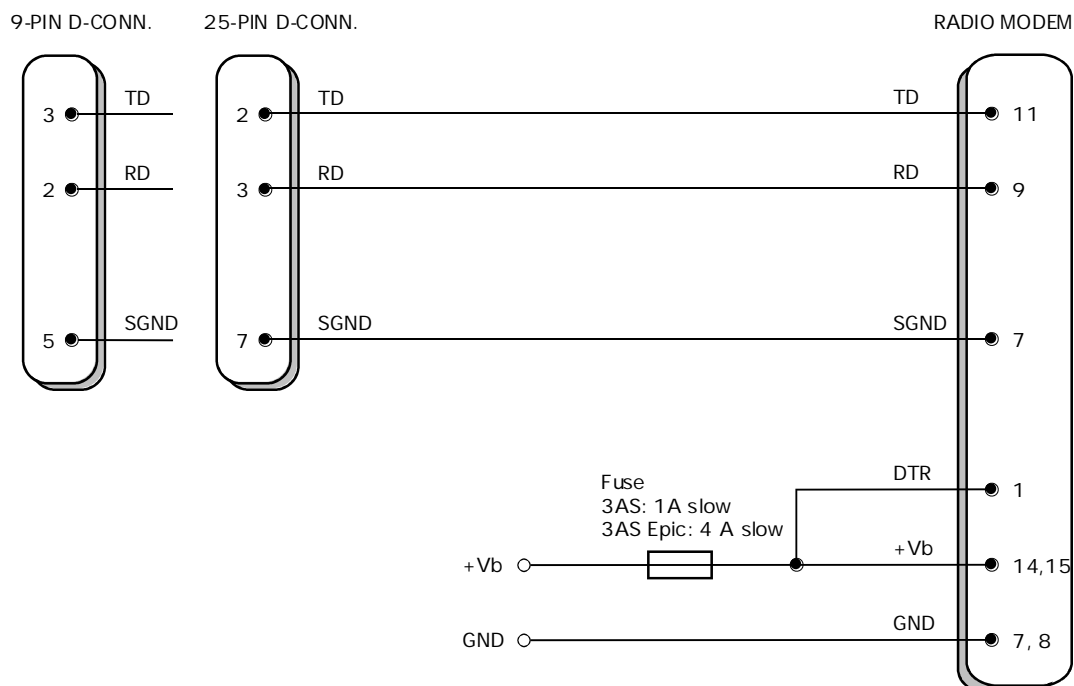 9-PIN D-CONN. 25-PIN D-CONN. RADIO MODEM
3 TD 2 TD TD 11
2 RD 3 RD RD 9
5 SGND 7 SGND SGND 7
DTR 1
Fuse
3AS: 1A slow
3AS Epic: 4 A slow
+Vb +Vb 14,15
GND GND 7, 8